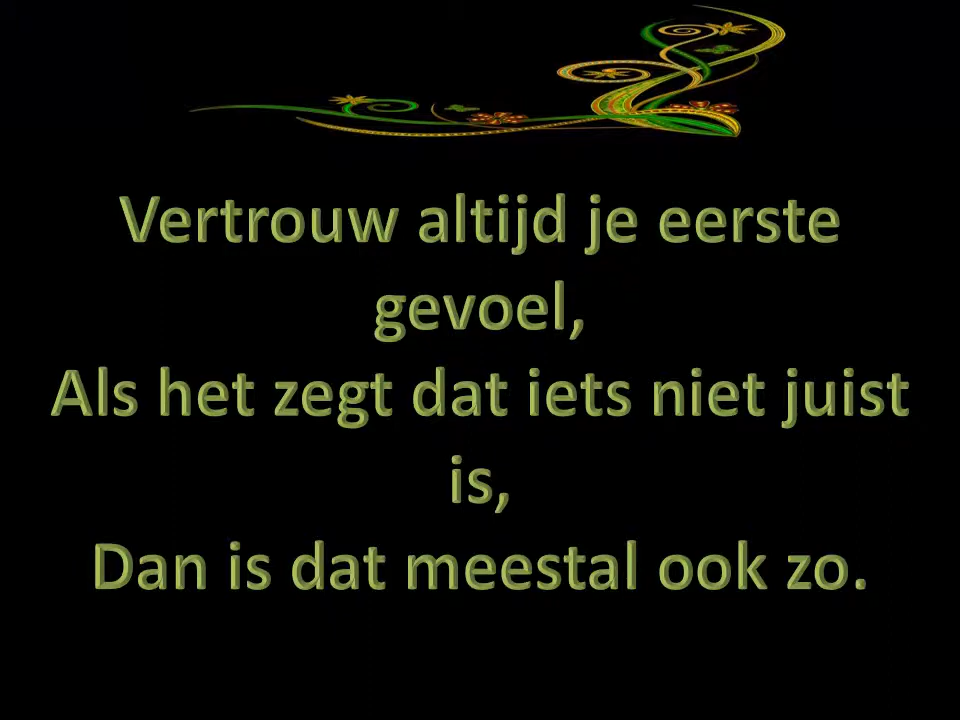 Vertrouw altijd je eerste
gevoel,
Als het zegt dat iets niet juist
is,
Dan is dat meestal ook zo.